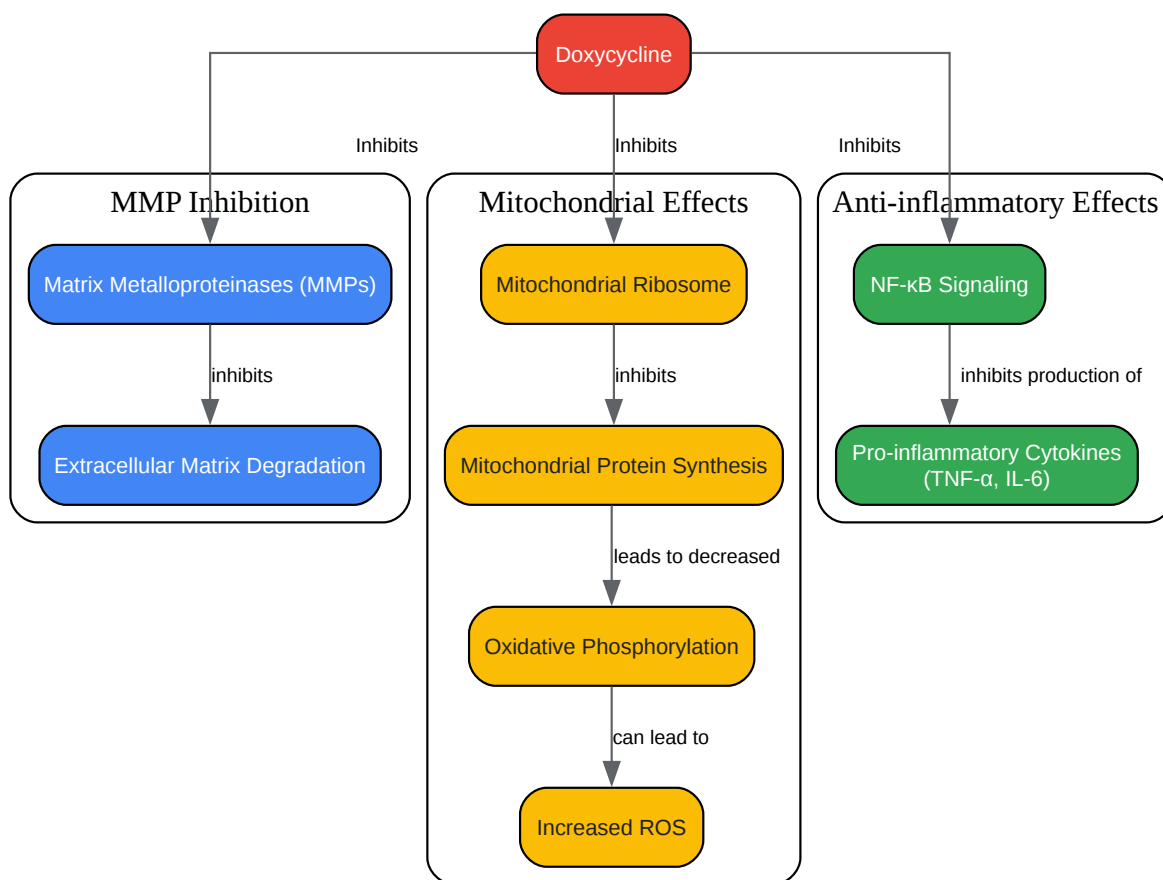 Doxycycline
Inhibits
Inhibits
Inhibits
MMP Inhibition
Mitochondrial Effects
Anti-inflammatory Effects
Matrix Metalloproteinases (MMPs)
Mitochondrial Ribosome
NF-κB Signaling
inhibits
inhibits
inhibits production of
Extracellular Matrix Degradation
Mitochondrial Protein Synthesis
Pro-inflammatory Cytokines
(TNF-α, IL-6)
leads to decreased
Oxidative Phosphorylation
can lead to
Increased ROS